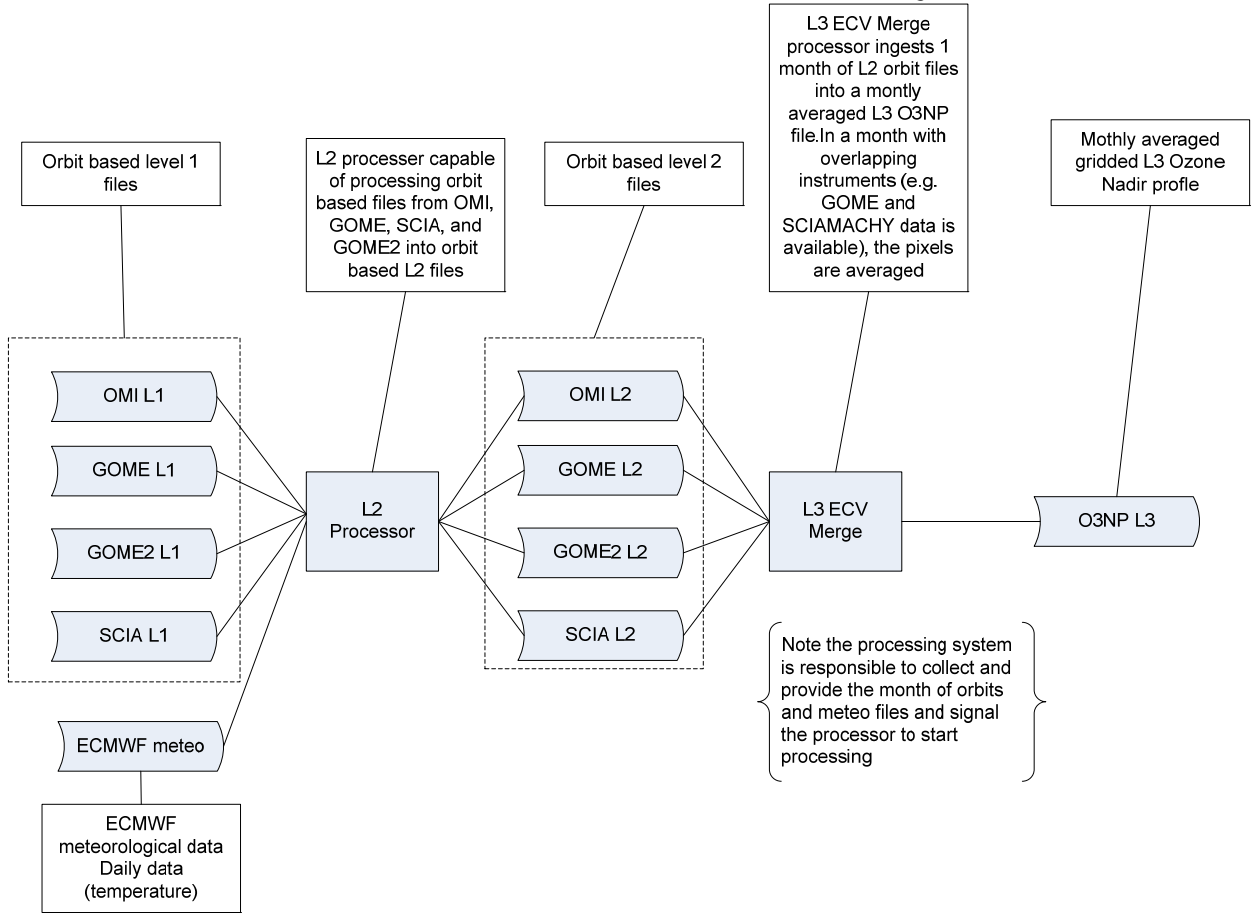 L3 ECV Merge
processor ingests 1
month of L2 orbit files
into a montly
averaged L3 O3NP
file.In a month with
overlapping
instruments (e.g.
GOME and
SCIAMACHY data is
available), the pixels
are averaged
Orbit based level 1
files
L2 processer capable
of processing orbit
based files from OMI,
GOME, SCIA, and
GOME2 into orbit
based L2 files
Orbit based level 2
files
Mothly averaged
gridded L3 Ozone
Nadir profle
OMI L1
GOME L1
GOME2 L1
SCIA L1
ECMWF meteo
ECMWF
meteorological data
Daily data
(temperature)
L2
Processor
OMI L2
GOME L2
GOME2 L2
SCIA L2
L3 ECV
Merge
O3NP L3
Note the processing system
is responsible to collect and
provide the month of orbits
and meteo files and signal
the processor to start
processing